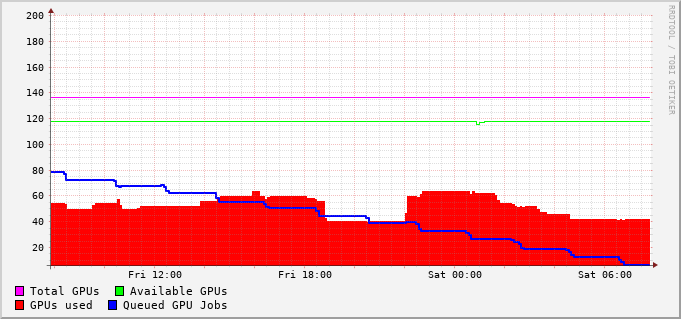 200
180
160
140
120
100
80
60
40
20
Fri 12:00 Fri 18:00 Sat 00:00 Sat 06:00
Total GPUs Available GPUs
GPUs used Queued GPU Jobs
RRDTOOL / TOBI OETIKER